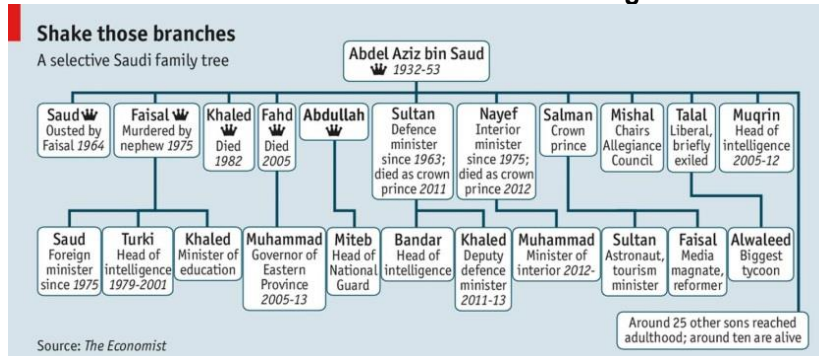 Shake those branches
A selective Saudi family tree
Abdel Aziz bin Saud
1932-53
Saud
Ousted by
Faisal 1964
Faisal
Murdered by
nephew 1975
Khaled
Died
1982
Fahd
Died
2005
Abdullah
Sultan
Defence
minister
since 1963;
died as crown
prince 2011
Nayef
Interior
minister
since 1975;
died as crown
prince 2012
Salman
Crown
prince
Mishal
Chairs
Allegiance
Council
Talal
Liberal,
briefly
exiled
Muqrin
Head of
intelligence
2005-12
Saud
Foreign
minister
since 1975
Turki
Head of
intelligence
1979-2001
Khaled
Minister of
education
Muhammad
Governor of
Eastern
Province
2005-13
Miteb
Head of
National
Guard
Bandar
Head of
intelligence
Khaled
Deputy
defence
minister
2011-13
Muhammad
Minister of
interior 2012-
Sultan
Astronaut,
tourism
minister
Faisal
Media
magnate,
reformer
Alwaleed
Biggest
tycoon
Around 25 other sons reached
adulthood; around ten are alive
Source: The Economist